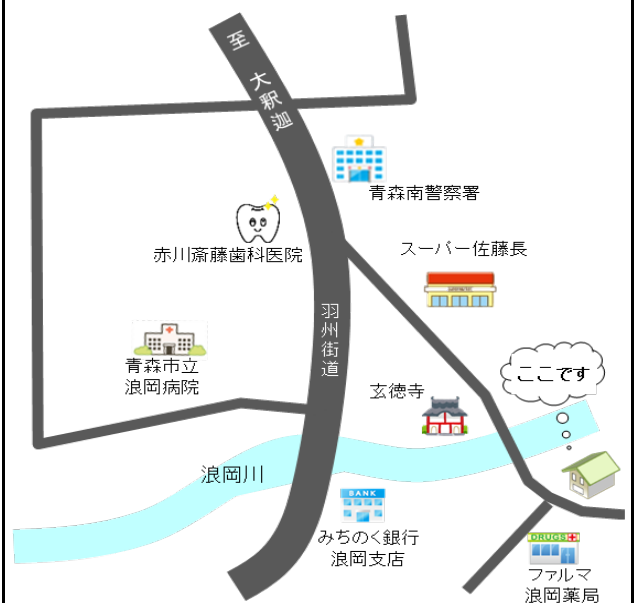 至 大釈迦
青森南警察署
赤川斎藤歯科医院
スーパー佐藤長
羽州街道
青森市立
浪岡病院
玄徳寺
ここです
浪岡川
BANK
みちのく銀行
浪岡支店
DRUGS
ファルマ
浪岡薬局